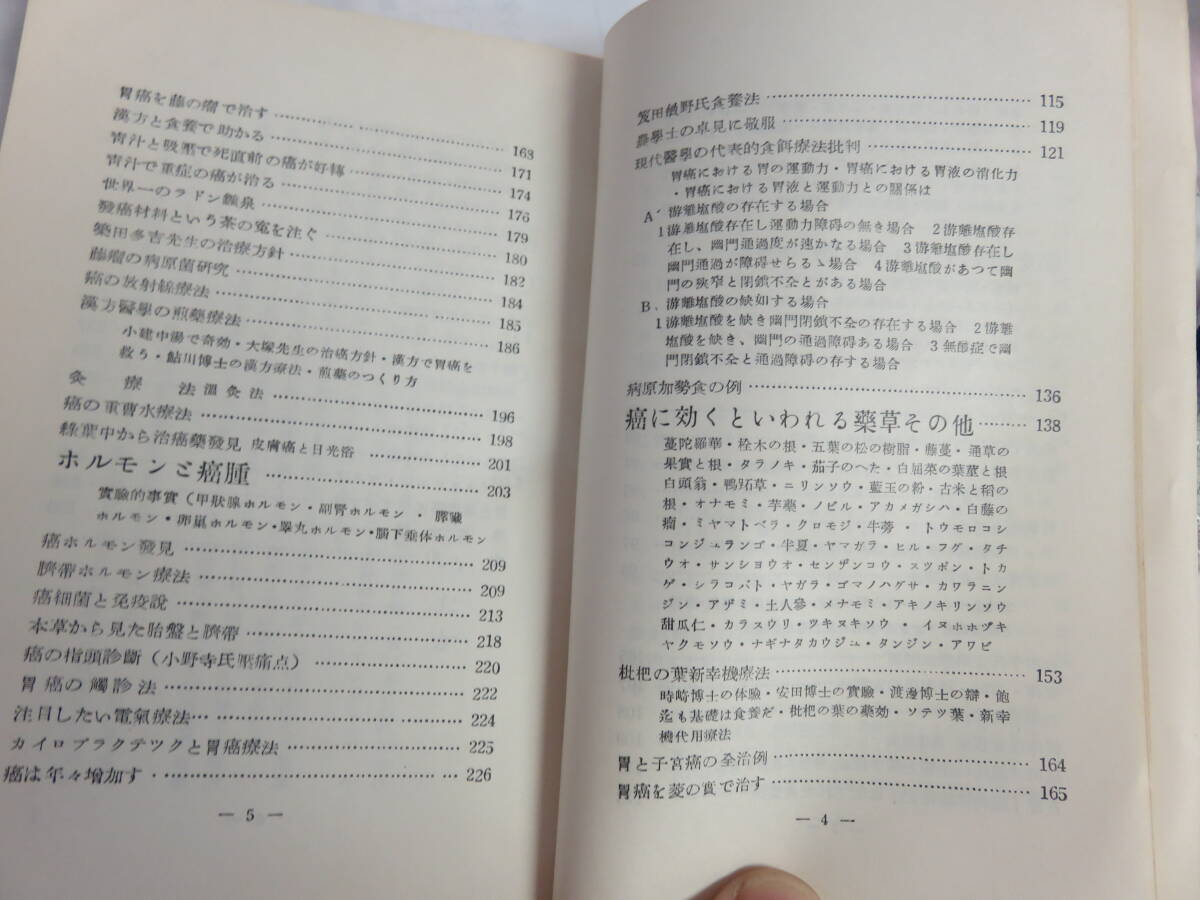 笈田敏野氏食養法 ………… 115
農學士の卓見に敬服 ………… 119
現代醫學の代表的食餌療法批判 ………… 121
胃癌における胃の運動力・胃癌における胃液の消化力
・胃癌における胃液と運動力との關係は
A、游離塩酸の存在する場合
1游離塩酸存在し運動力障碍の無き場合 2游離塩酸存
在し、幽門通過度が速かなる場合 3游離塩酸存在し
幽門通過が障碍せらるゝ場合 4游離塩酸があつて幽
門の狹窄と閉鎖不全とがある場合
B、游離塩酸の缺如する場合
1游離塩酸を缺き幽門閉鎖不全の存在する場合 2游離
塩酸を缺き、幽門の通過障碍ある場合 3無酸症で幽
門閉鎖不全と通過障碍の存する場合
病原加勢食の例 ………… 136
癌に効くといわれる藥草その他 ……… 138
蔓陀羅華・栓木の根・五葉の松の樹脂・藤蔓・通草の
果實と根・タラノキ・茄子のへた・白屈菜の葉莖と根
白頭翁・鴨跖草・ニリンソウ・藍玉の粉・古米と稻の
根・オナモミ・芋藥・ノビル・アカメガシハ・白藤の
瘤・ミヤマトベラ・クロモジ・牛蒡・トウモロコシ
コンジュランゴ・半夏・ヤマガラ・ヒル・フグ・タチ
ウオ・サンショウオ・センザンコウ・スツポン・トカ
ゲ・シラコバト・ヤガラ・ゴマノハグサ・カワラニン
ジン・アザミ・土人參・メナモミ・アキノキリンソウ
甜瓜仁・カラスウリ・ツキヌキソウ・イヌホホヅキ
ヤクモソウ・ナギナタカウジュ・タンジン・アワビ
枇杷の葉新幸機療法 ………… 153
時崎博士の体驗・安田博士の實驗・渡邊博士の辯・飽
迄も基礎は食養だ・枇杷の葉の藥効・ソテツ葉・新幸
機代用療法
胃と子宮癌の全治例 ………… 164
胃癌を菱の實で治す ………… 165
— 4 —
胃癌を藤の瘤で治す ………… 168
漢方と食養で助かる ………… 171
青汁と吸壓で死直前の癌が好轉 ………… 174
青汁で重症の癌が治る ………… 176
世界一のラドン鑛泉 ………… 179
發癌材料という茶の寃を注ぐ ………… 180
築田多吉先生の治療方針 ………… 182
藤瘤の病原菌研究 ………… 184
癌の放射線療法 ………… 185
漢方醫學の煎藥療法 ………… 186
小建中湯で奇効・大塚先生の治癌方針・漢方で胃癌を
救う・鮎川博士の漢方療法・煎藥のつくり方
灸療法溫灸法 ………… 196
癌の重曹水療法 ………… 198
綠葉中から治癌藥發見 皮膚癌と日光浴 ………… 201
ホルモンと癌腫 ………… 203
實驗的事實（甲狀腺ホルモン・副腎ホルモン・膵臟
ホルモン・卵巢ホルモン・睾丸ホルモン・腦下垂体ホルモン
癌ホルモン發見 ………… 209
臍帶ホルモン療法 ………… 209
癌細菌と免疫說 ………… 213
本草から見た胎盤と臍帶 ………… 218
癌の指頭診斷（小野寺氏壓痛点） ………… 220
胃癌の觸診法 ………… 222
注目したい電氣療法 ………… 224
カイロプラクテツクと胃癌療法 ………… 225
癌は年々增加す ………… 226
— 5 —